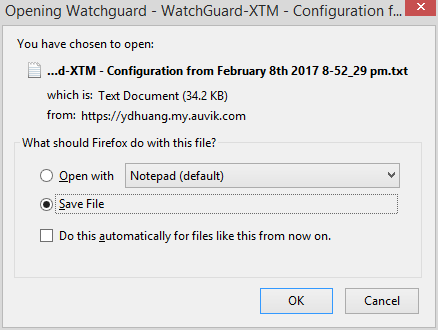 Opening Watchguard - WatchGuard-XTM - Configuration f...
You have chosen to open:
...d-XTM - Configuration from February 8th 2017 8-52_29 pm.txt
which is: Text Document (34.2 KB)
from: https://ydhuang.my.auvik.com
What should Firefox do with this file?
Open with Notepad (default)
Save File
Do this automatically for files like this from now on.
OK Cancel